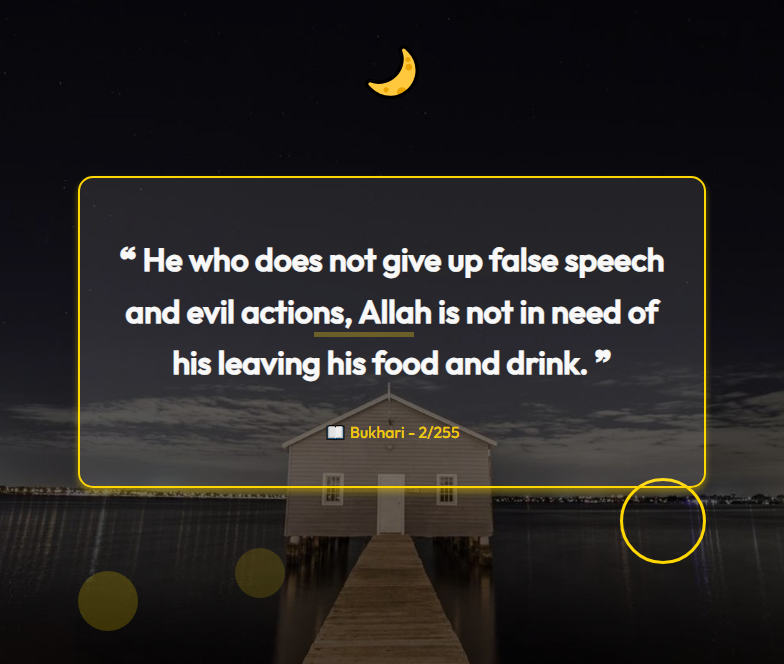 ❝ He who does not give up false speech
and evil actions, Allah is not in need of
his leaving his food and drink. ❞
Bukhari - 2/255